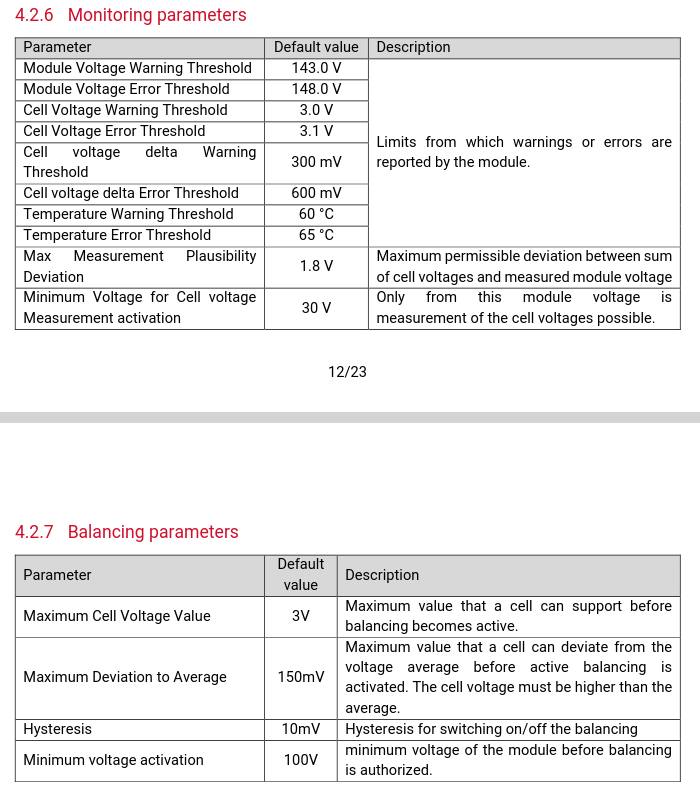 4.2.6 Monitoring parameters
Parameter Default value Description
Module Voltage Warning Threshold 143.0 V
Module Voltage Error Threshold 148.0 V
Cell Voltage Warning Threshold 3.0 V
Cell Voltage Error Threshold 3.1 V
Cell voltage delta Warning
Threshold
300 mV
Cell voltage delta Error Threshold 600 mV
Temperature Warning Threshold 60 °C
Temperature Error Threshold 65 °C
Limits from which warnings or errors are
reported by the module.
Max Measurement Plausibility
Deviation
1.8 V
Maximum permissible deviation between sum
of cell voltages and measured module voltage
Minimum Voltage for Cell voltage
Measurement activation
30 V
Only from this module voltage is
measurement of the cell voltages possible.
12/23
4.2.7 Balancing parameters
Parameter
Default
value
Description
Maximum Cell Voltage Value
3V
Maximum value that a cell can support before
balancing becomes active.
Maximum Deviation to Average
150mV
Maximum value that a cell can deviate from the
voltage average before active balancing is
activated. The cell voltage must be higher than the
average.
Hysteresis 10mV Hysteresis for switching on/off the balancing
Minimum voltage activation
100V
minimum voltage of the module before balancing
is authorized.